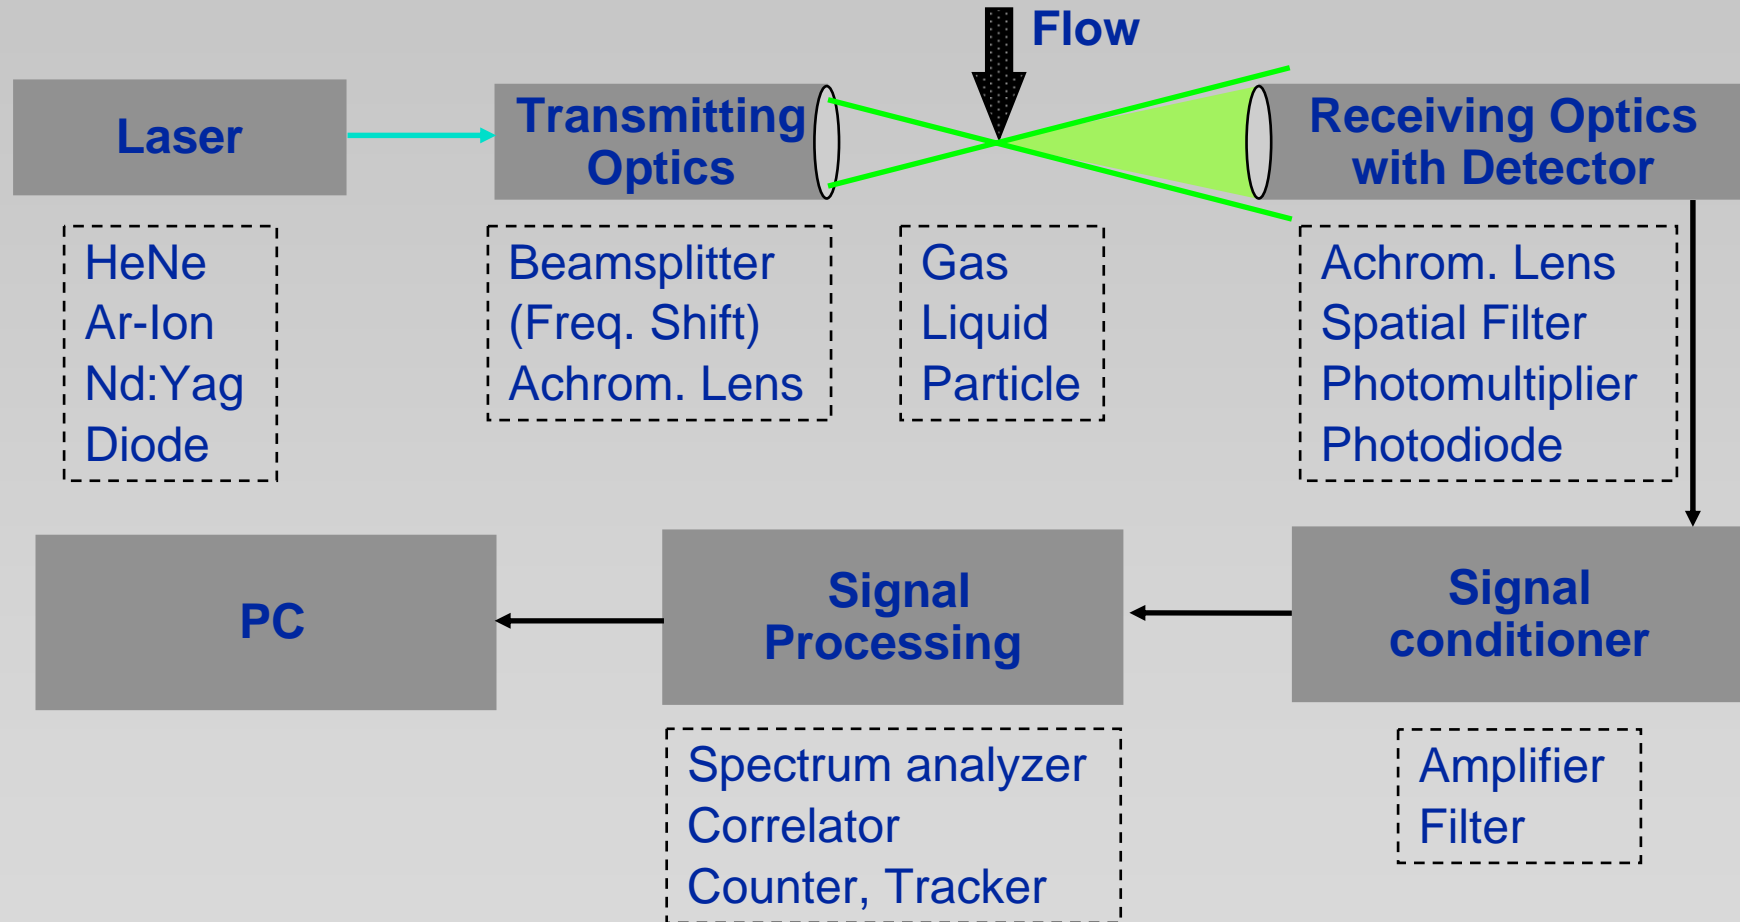 Flow
Laser
Transmitting
Optics
Receiving Optics
with Detector
HeNe
Ar-Ion
Nd:Yag
Diode
Beamsplitter
(Freq. Shift)
Achrom. Lens
Gas
Liquid
Particle
Achrom. Lens
Spatial Filter
Photomultiplier
Photodiode
PC
Signal
Processing
Signal
conditioner
Spectrum analyzer
Correlator
Counter, Tracker
Amplifier
Filter